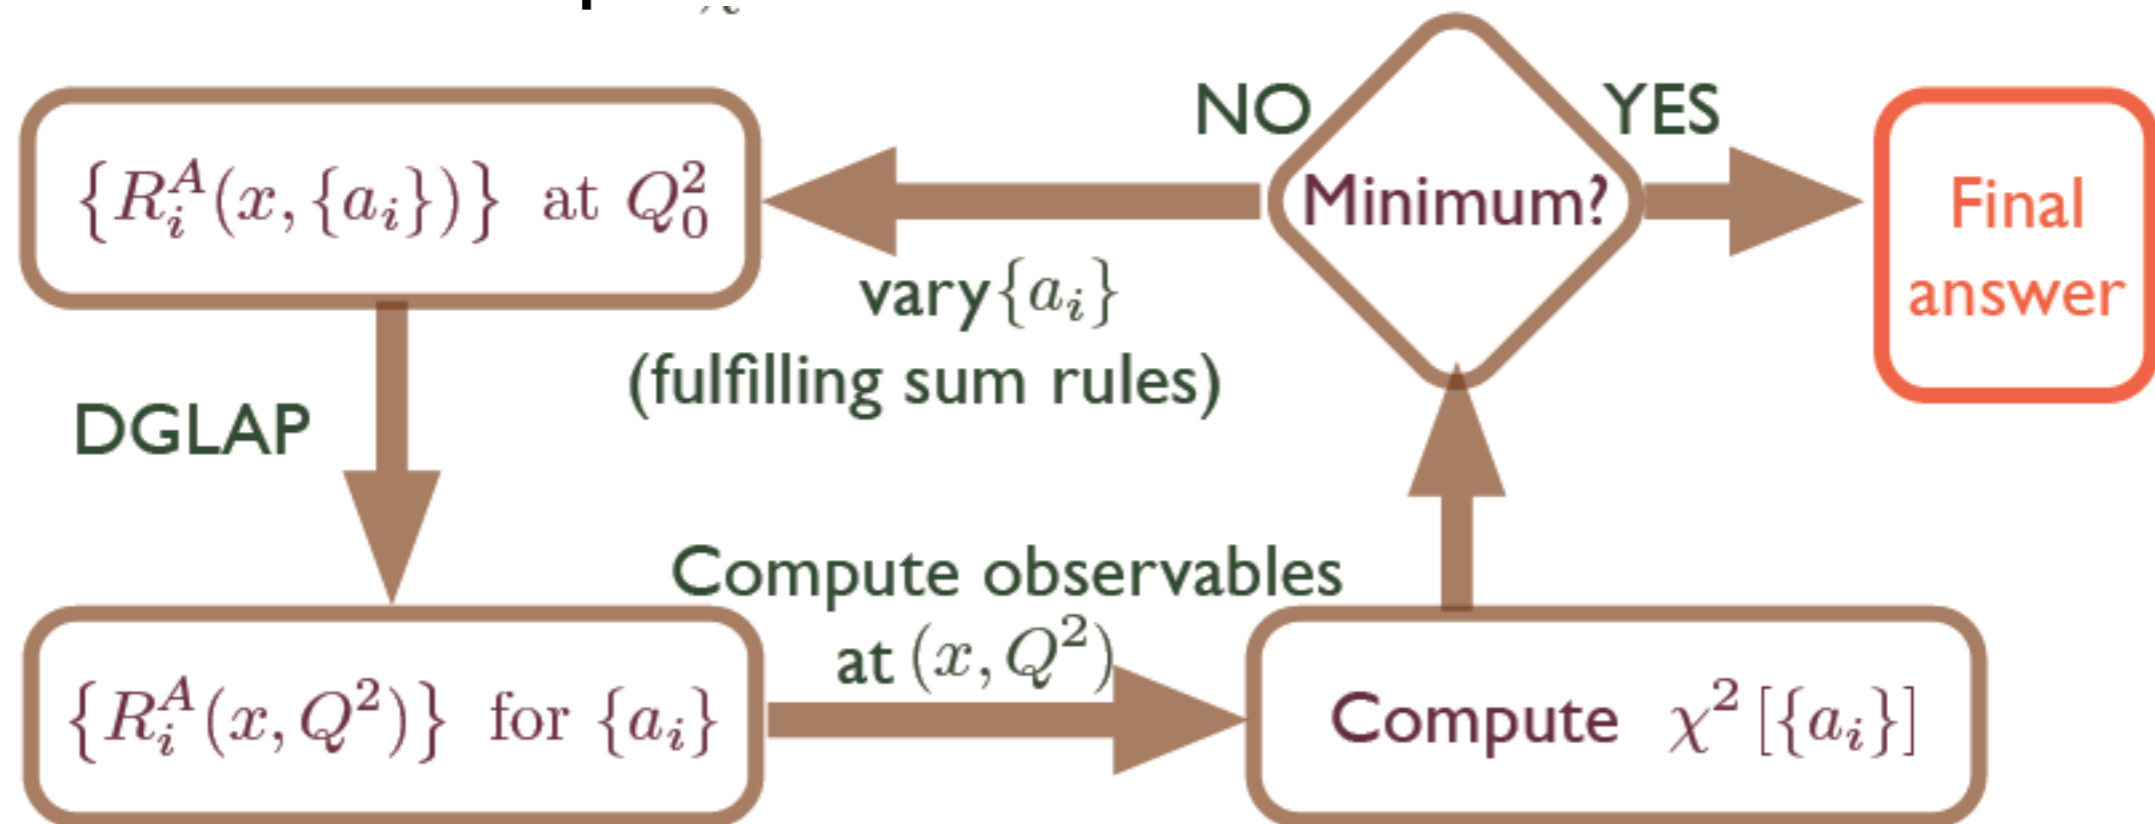 NO
YES
{R_i^A(x, {a_i})} at Q_0^2
Minimum?
Final
answer
vary {a_i}
(fulfilling sum rules)
DGLAP
Compute observables
at (x, Q^2)
{R_i^A(x, Q^2)} for {a_i}
Compute χ^2 [{a_i}]